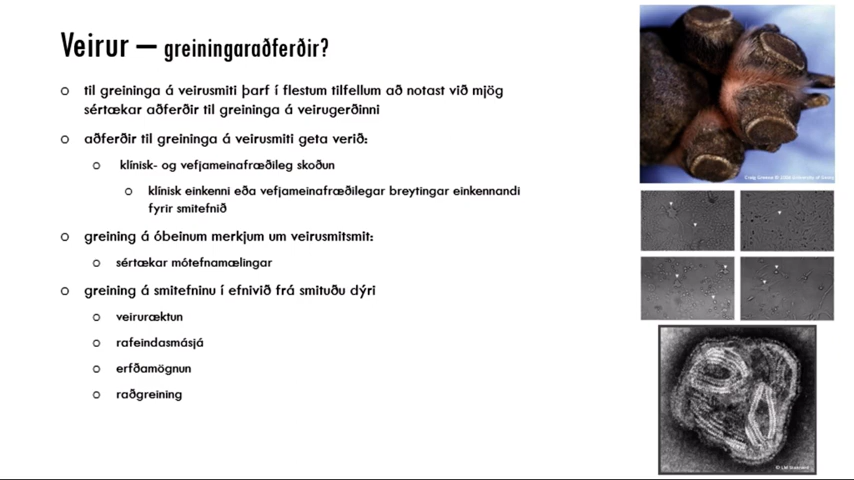 Veirur – greiningaraðferðir?
o til greininga á veirusmiti þarf í flestum tilfellum að notast við mjög
sértækar aðferðir til greininga á veirugerðinni
o aðferðir til greininga á veirusmiti geta verið:
o klínisk- og vefjameinafræðileg skoðun
o klínisk einkenni eða vefjameinafræðilegar breytingar einkennandi
fyrir smitefnið
o greining á óbeinum merkjum um veirusmitsmit:
o sértækar mótefnamælingar
o greining á smitefninu í efnivið frá smituðu dýri
o veiruræktun
o rafeindasmásjá
o erfðamögnun
o raðgreining